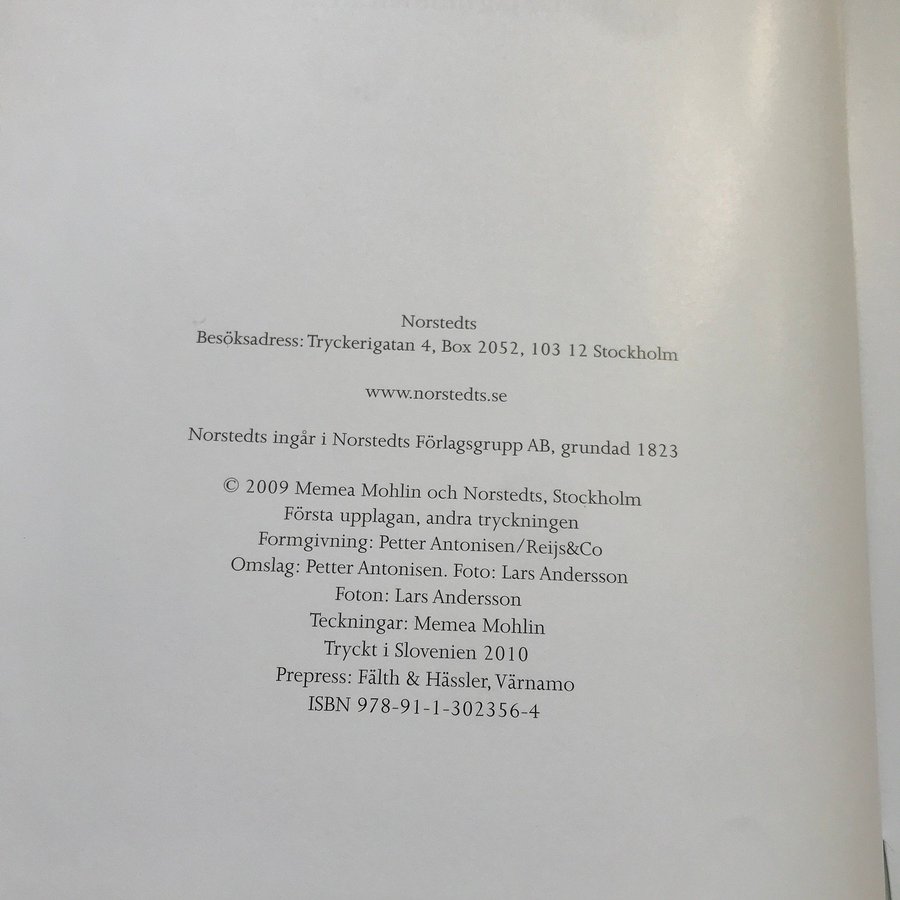 Norstedts
Besöksadress: Tryckerigatan 4, Box 2052, 103 12 Stockholm
www.norstedts.se
Norstedts ingår i Norstedts Förlagsgrupp AB, grundad 1823
© 2009 Memea Mohlin och Norstedts, Stockholm
Första upplagan, andra tryckningen
Formgivning: Petter Antonisen/Reijs&Co
Omslag: Petter Antonisen. Foto: Lars Andersson
Foton: Lars Andersson
Teckningar: Memea Mohlin
Tryckt i Slovenien 2010
Prepress: Fälth & Hässler, Värnamo
ISBN 978-91-1-302356-4